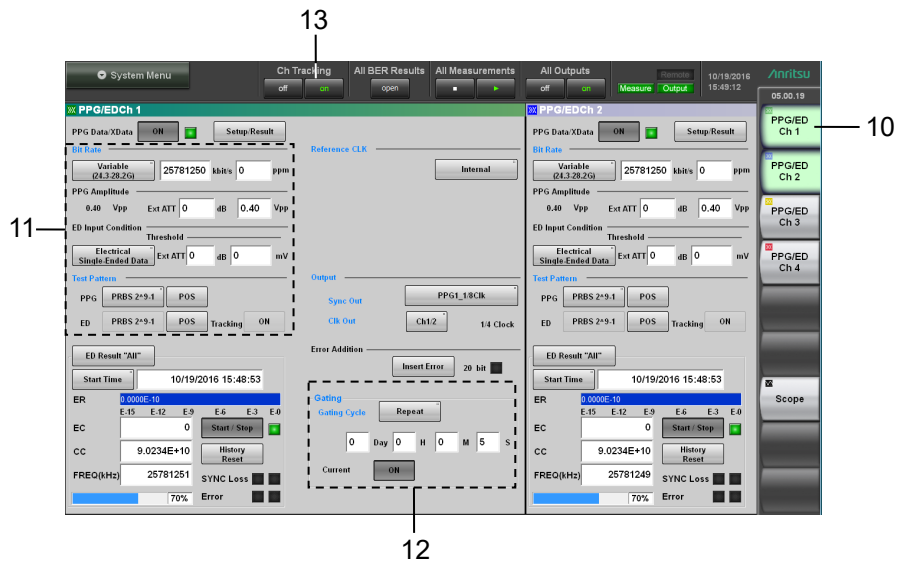 13
System Menu
Ch Tracking
off
on
All BER Results
open
All Measurements
All Outputs
off
on
Remote
Measure
Output
10/19/2016
15:49:12
Anritsu
05.00.19
PPG/EDCh 1
PPG Data/XData
ON
Setup/Result
Bit Rate
Variable
(24.3-28.2G)
25781250 kbit/s 0 ppm
PPG Amplitude
0.40 Vpp Ext ATT 0 dB 0.40 Vpp
ED Input Condition
Threshold
Electrical
Single-Ended Data
Ext ATT 0 dB 0 mV
Test Pattern
PPG PRBS 2^9-1 POS
ED PRBS 2^9-1 POS Tracking ON
ED Result "All"
Start Time 10/19/2016 15:48:53
ER 0.0000E-10
E-15 E-12 E-9 E-6 E-3 E-0
EC 0 Start / Stop
CC 9.0234E+10 History
Reset
FREQ(kHz) 25781251 SYNC Loss
70% Error
Reference CLK
Internal
Output
Sync Out PPG1_1/8Clk
Clk Out Ch1/2 1/4 Clock
Error Addition
Insert Error 20 bit
Gating
Gating Cycle Repeat
0 Day 0 H 0 M 5 S
Current ON
PPG/EDCh 2
PPG Data/XData
ON
Setup/Result
Bit Rate
Variable
(24.3-28.2G)
25781250 kbit/s 0 ppm
PPG Amplitude
0.40 Vpp Ext ATT 0 dB 0.40 Vpp
ED Input Condition
Threshold
Electrical
Single-Ended Data
Ext ATT 0 dB 0 mV
Test Pattern
PPG PRBS 2^9-1 POS
ED PRBS 2^9-1 POS Tracking ON
ED Result "All"
Start Time 10/19/2016 15:48:53
ER 0.0000E-10
E-15 E-12 E-9 E-6 E-3 E-0
EC 0 Start / Stop
CC 9.0234E+10 History
Reset
FREQ(kHz) 25781249 SYNC Loss
70% Error
PPG/ED
Ch 1
PPG/ED
Ch 2
PPG/ED
Ch 3
PPG/ED
Ch 4
Scope
10
11
12